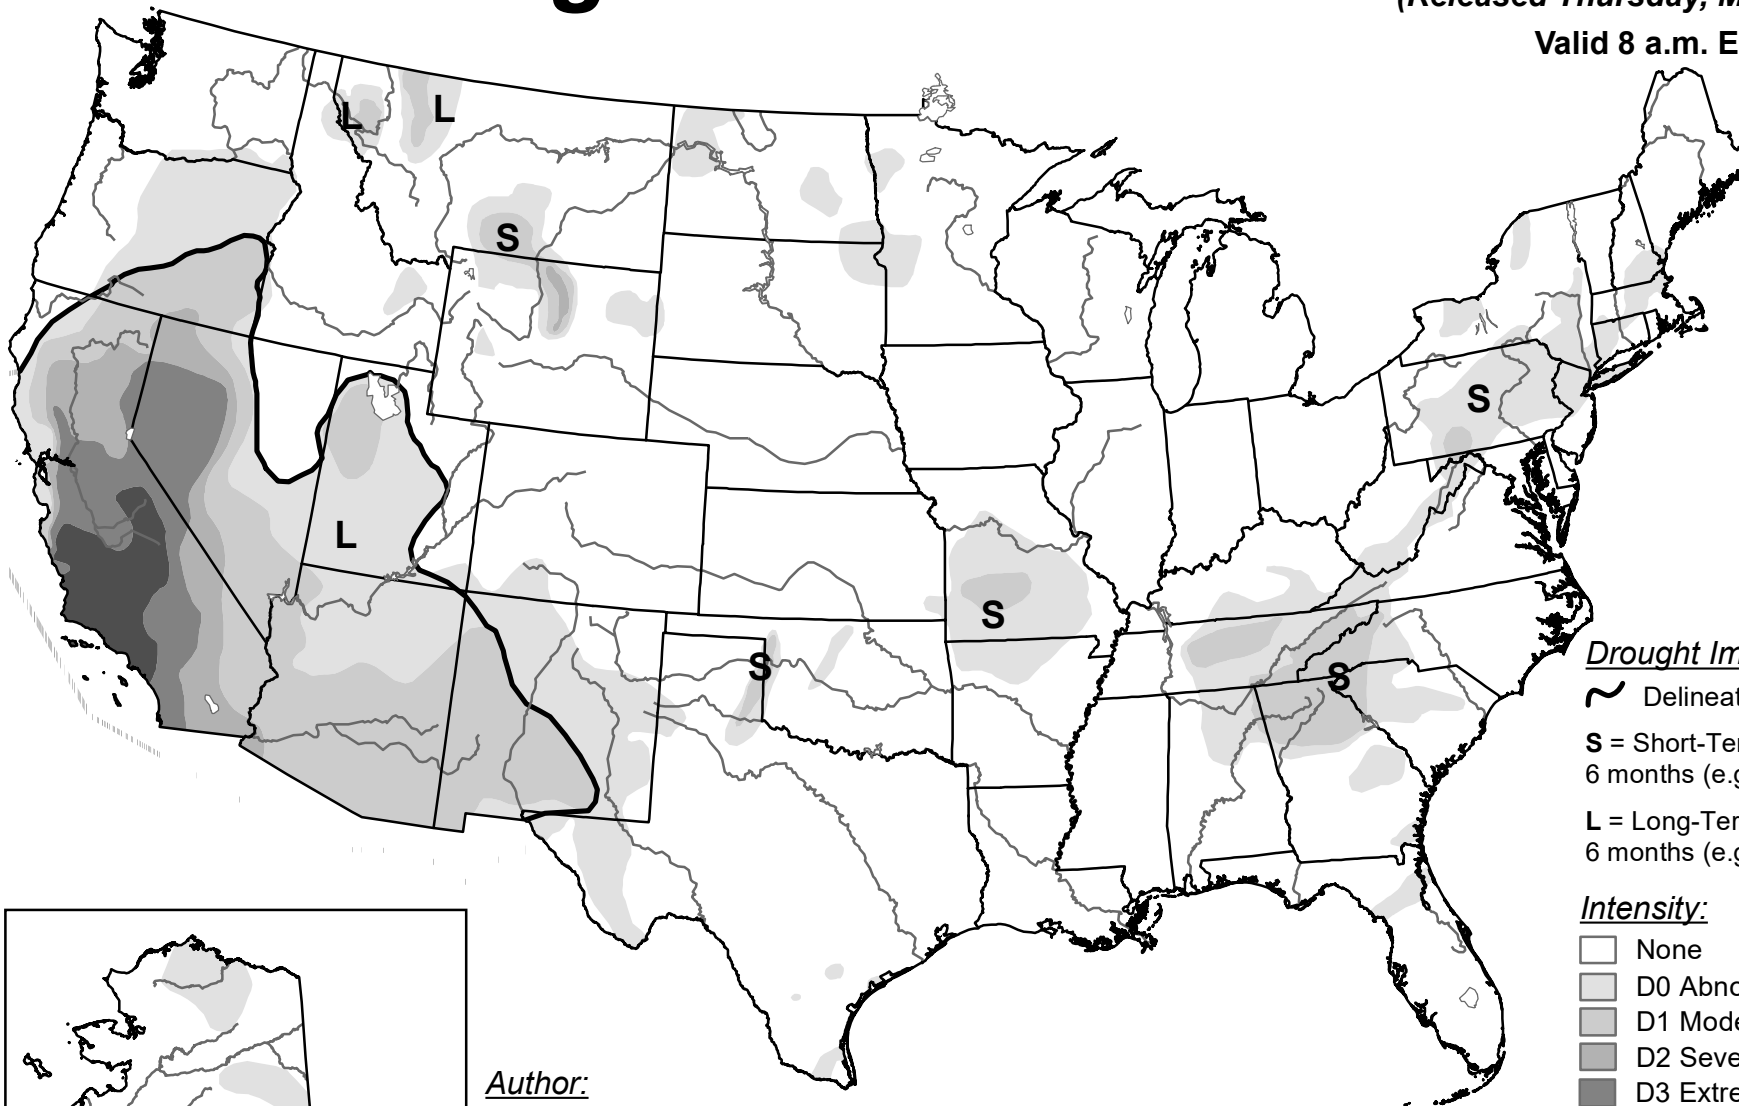 (Released Thursday, M
Valid 8 a.m. E
L
L
S
S
L
S
S
S
Drought Im
Delineat
S = Short-Ter
6 months (e.g
L = Long-Ter
6 months (e.g
Intensity:
None
D0 Abno
D1 Mode
D2 Seve
D3 Extre
Author: